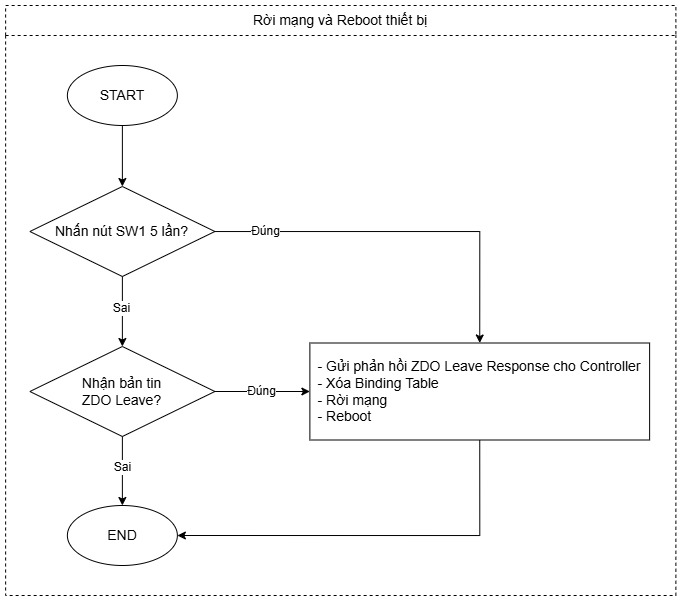 Rời mạng và Reboot thiết bị
START
Nhấn nút SW1 5 lần?
Đúng
Sai
Nhận bản tin
ZDO Leave?
Đúng
- Gửi phản hồi ZDO Leave Response cho Controller
- Xóa Binding Table
- Rời mạng
- Reboot
Sai
END